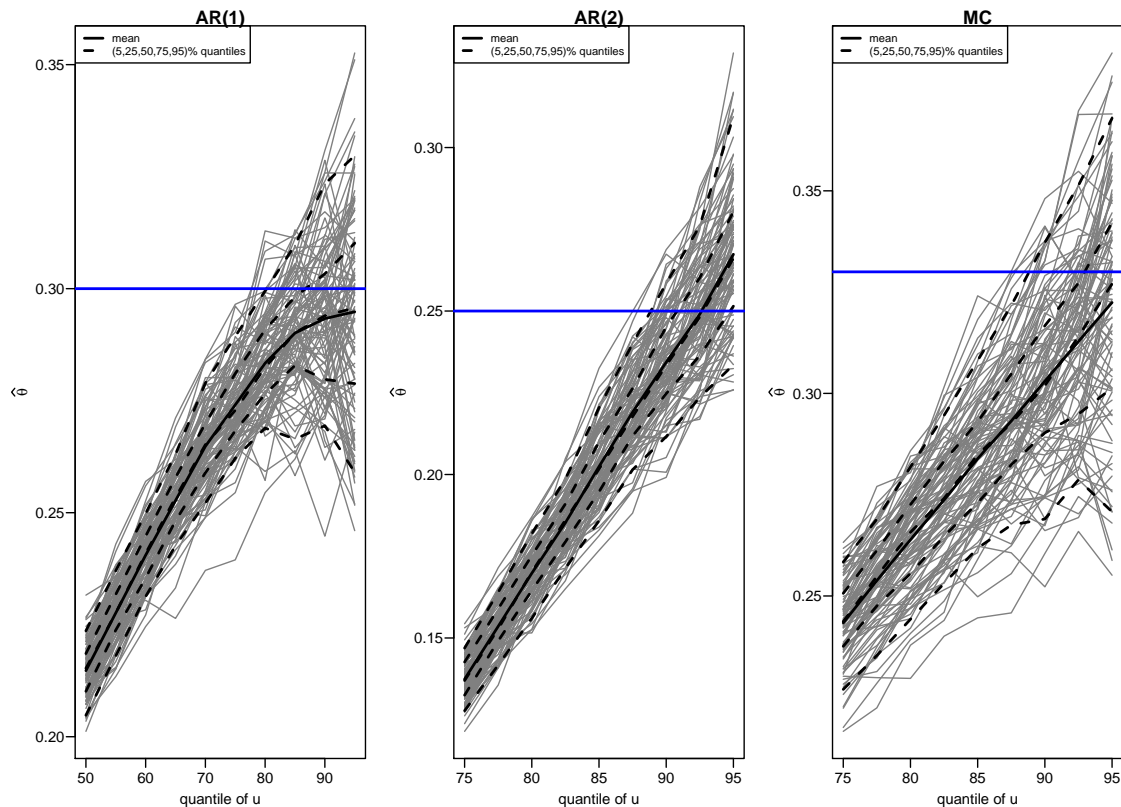 AR(1)
mean
(5,25,50,75,95)% quantiles
0.35
0.30
0.25
0.20
θ̂
50
60
70
80
90
quantile of u
AR(2)
mean
(5,25,50,75,95)% quantiles
0.30
0.25
0.20
0.15
θ̂
75
80
85
90
95
quantile of u
MC
mean
(5,25,50,75,95)% quantiles
0.35
0.30
0.25
θ̂
75
80
85
90
95
quantile of u